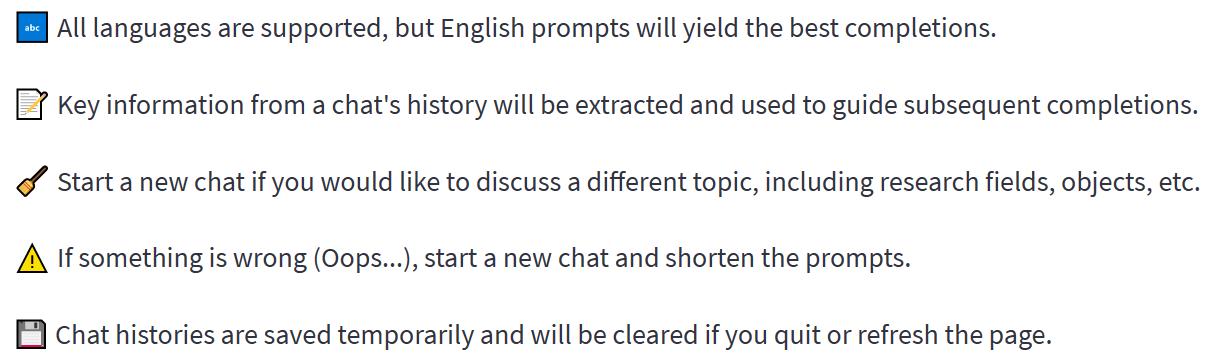 abc All languages are supported, but English prompts will yield the best completions.
Key information from a chat's history will be extracted and used to guide subsequent completions.
Start a new chat if you would like to discuss a different topic, including research fields, objects, etc.
If something is wrong (Oops...), start a new chat and shorten the prompts.
Chat histories are saved temporarily and will be cleared if you quit or refresh the page.